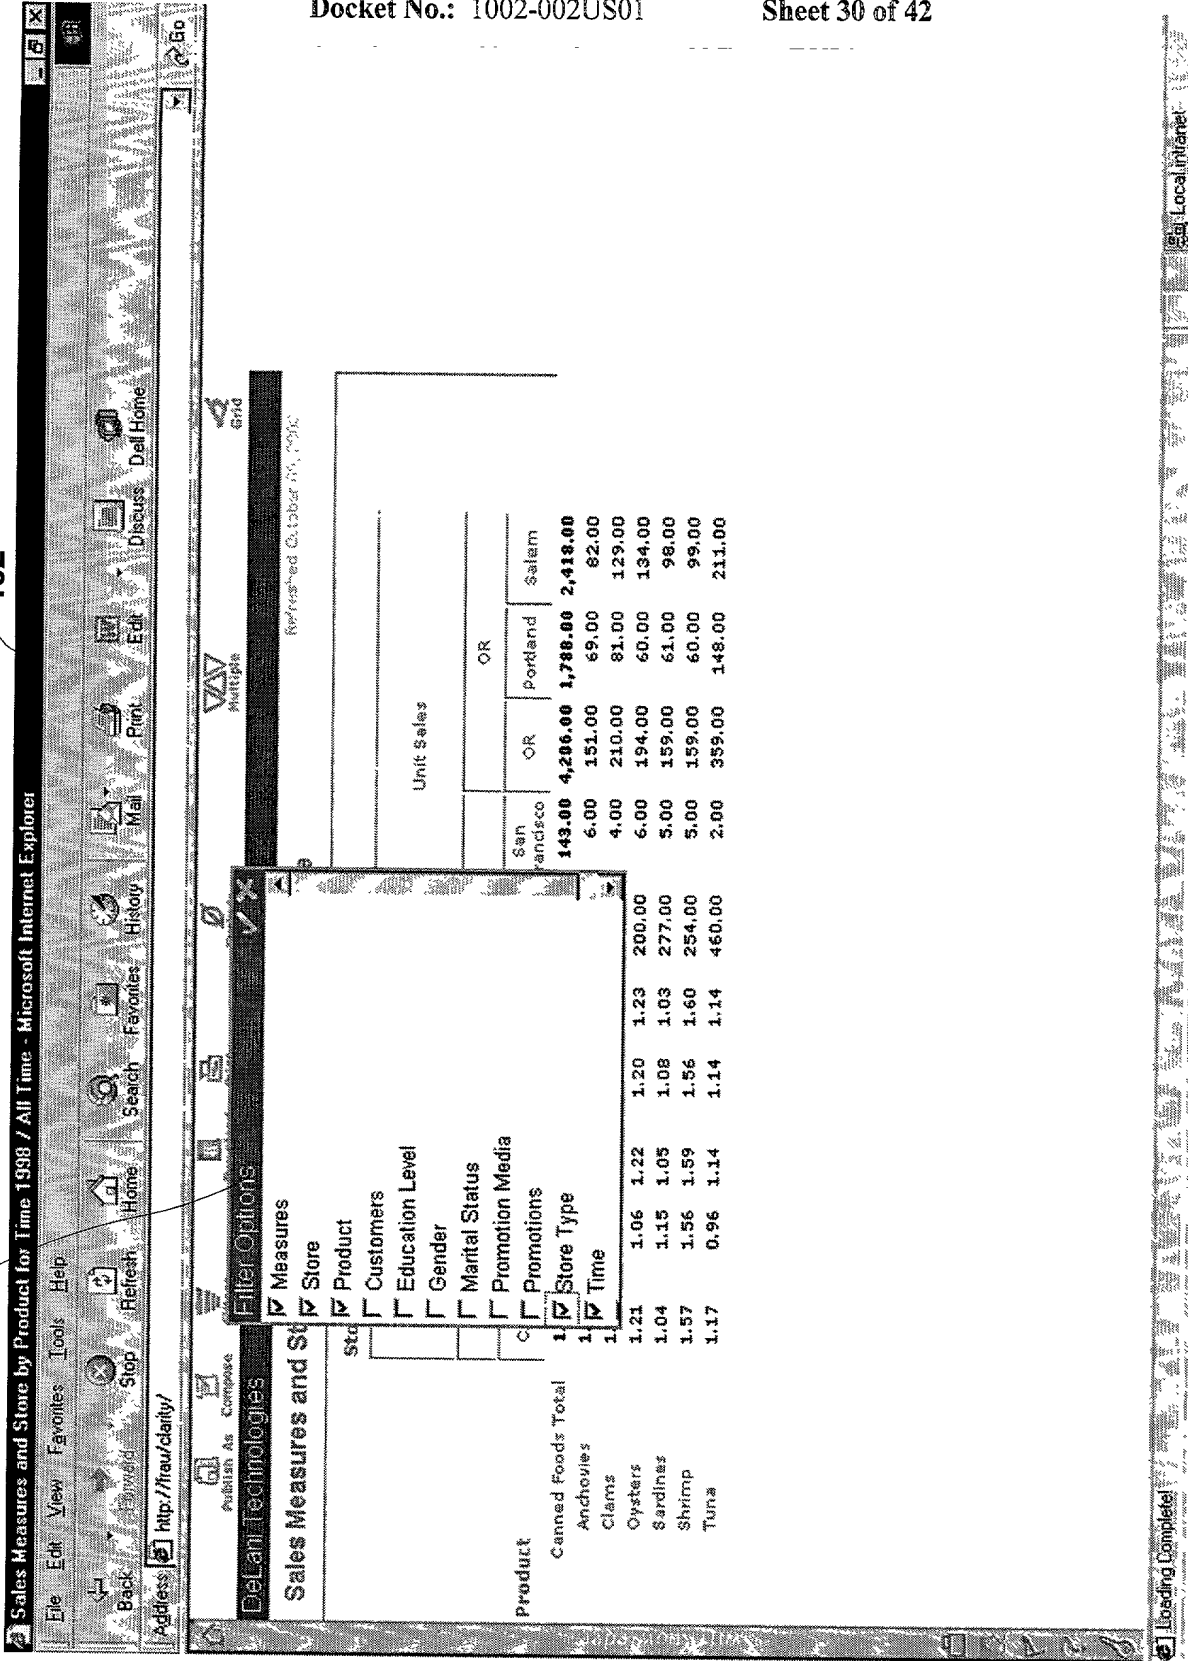 Docket No.: 1002-002US01 Sheet 30 of 42
Sales Measures and Store by Product for Time 1998 / All Time - Microsoft Internet Explorer
File Edit View Favorites Tools Help
Back Forward Stop Refresh Home Search Favorites History Mail Print Edit Discuss Dell Home
Address http://frau/clarity/ Go
Publish As Compose Multiple Grid
DeLani Technologies
Sales Measures and St
Refreshed October
Filter Options
Measures
Store
Product
Customers
Education Level
Gender
Marital Status
Promotion Media
Promotions
Store Type
Time
Sto
Unit Sales
OR
Product San OR Portland Salem
rancisco
Canned Foods Total 1. 143.00 4,206.00 1,788.00 2,418.00
Anchovies 1. 6.00 151.00 69.00 82.00
Clams 1. 4.00 210.00 81.00 129.00
Oysters 1.21 1.06 1.22 1.20 1.23 200.00 6.00 194.00 60.00 134.00
Sardines 1.04 1.15 1.05 1.08 1.03 277.00 5.00 159.00 61.00 98.00
Shrimp 1.57 1.56 1.59 1.56 1.60 254.00 5.00 159.00 60.00 99.00
Tuna 1.17 0.96 1.14 1.14 1.14 460.00 2.00 359.00 148.00 211.00
Loading Complete! Local intranet